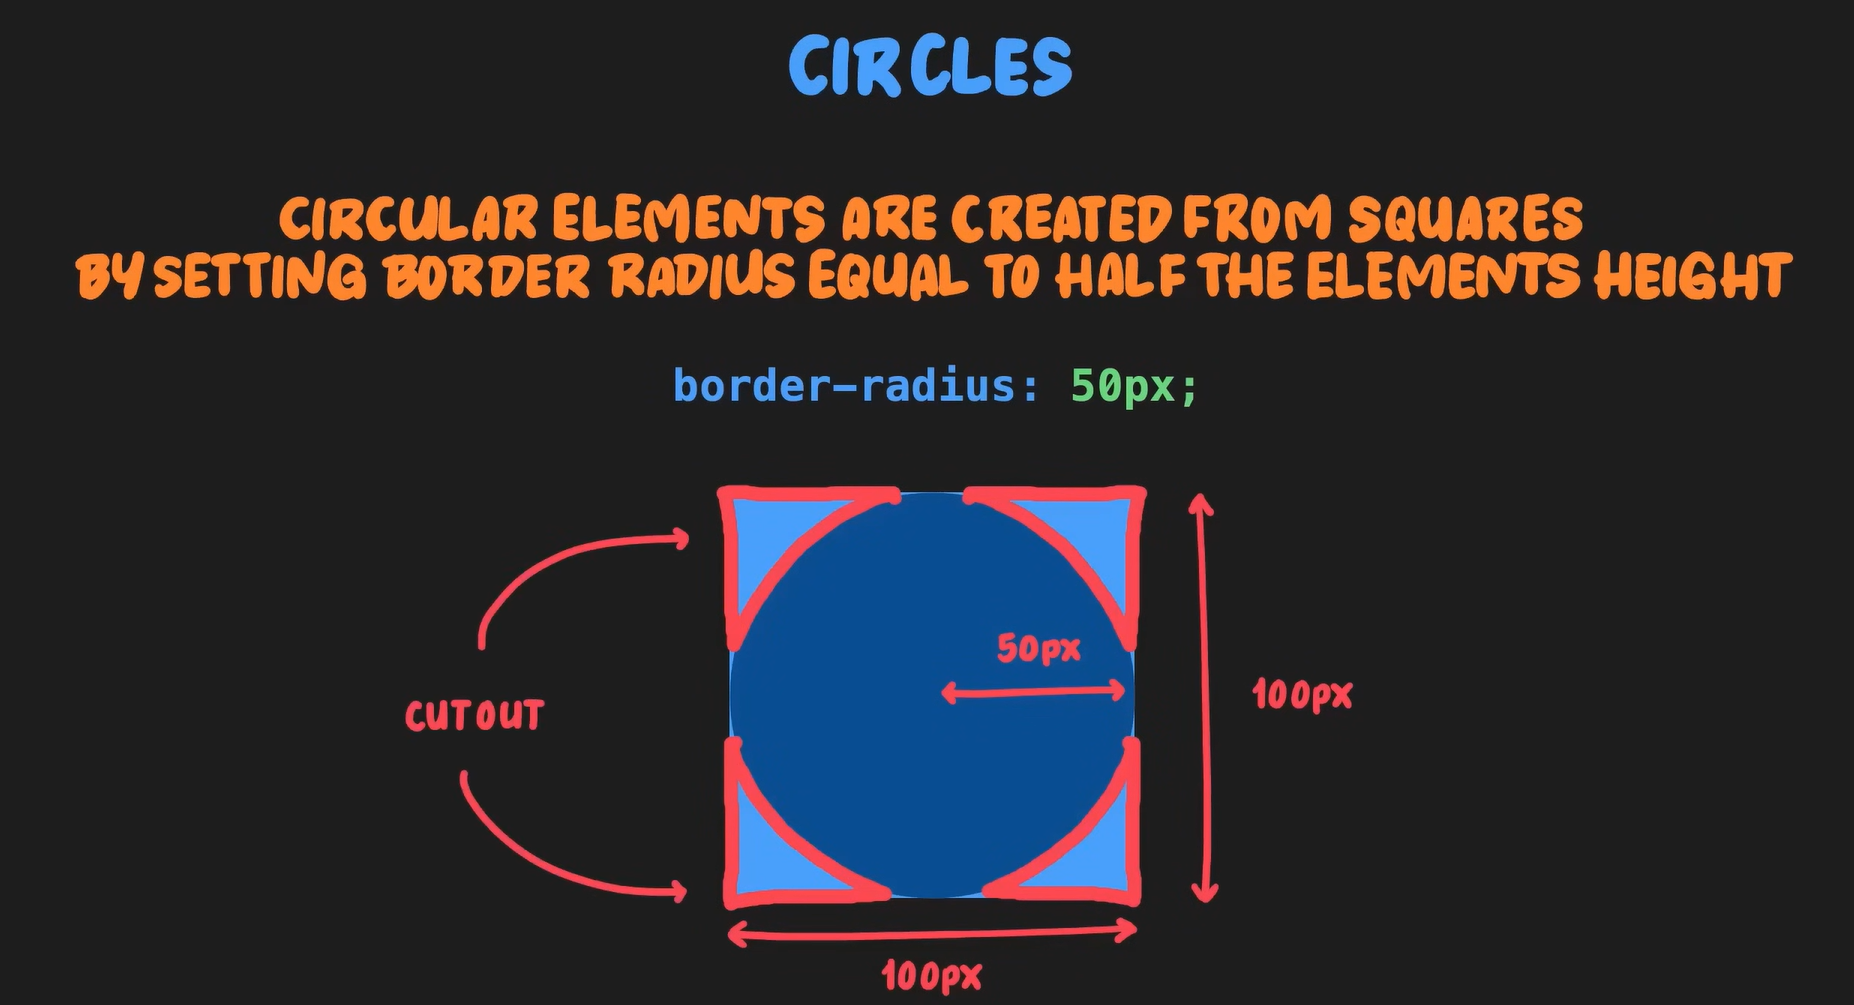 CIRCLES
CIRCULAR ELEMENTS ARE CREATED FROM SQUARES
BY SETTING BORDER RADIUS EQUAL TO HALF THE ELEMENTS HEIGHT
border-radius: 50px;
50px
CUTOUT
100px
100px